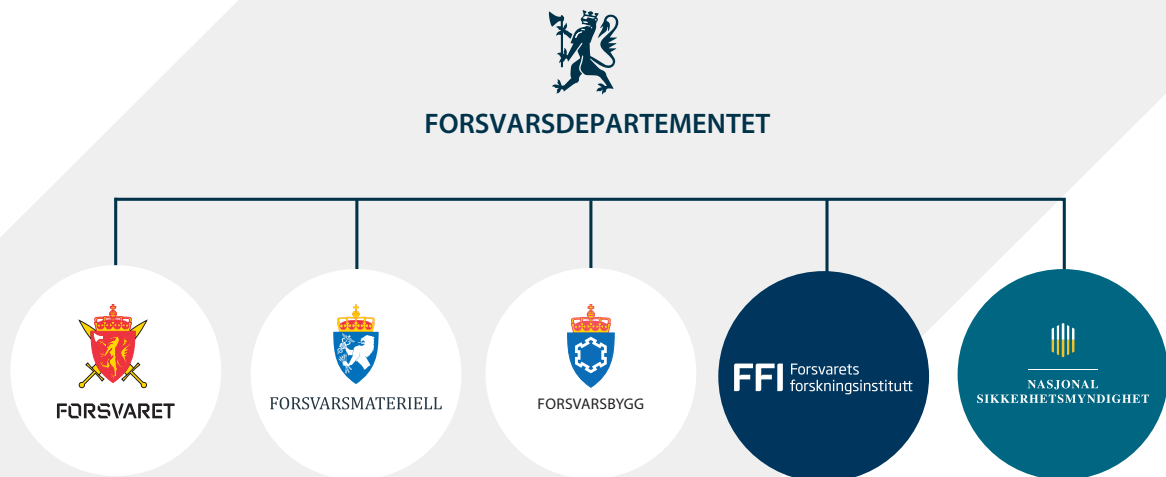 FORSVARSDEPARTEMENTET
FORSVARET
FORSVARSMATERIELL
FORSVARSBYGG
FFI Forsvarets
forskningsinstitutt
NASJONAL
SIKKERHETSMYNDIGHET